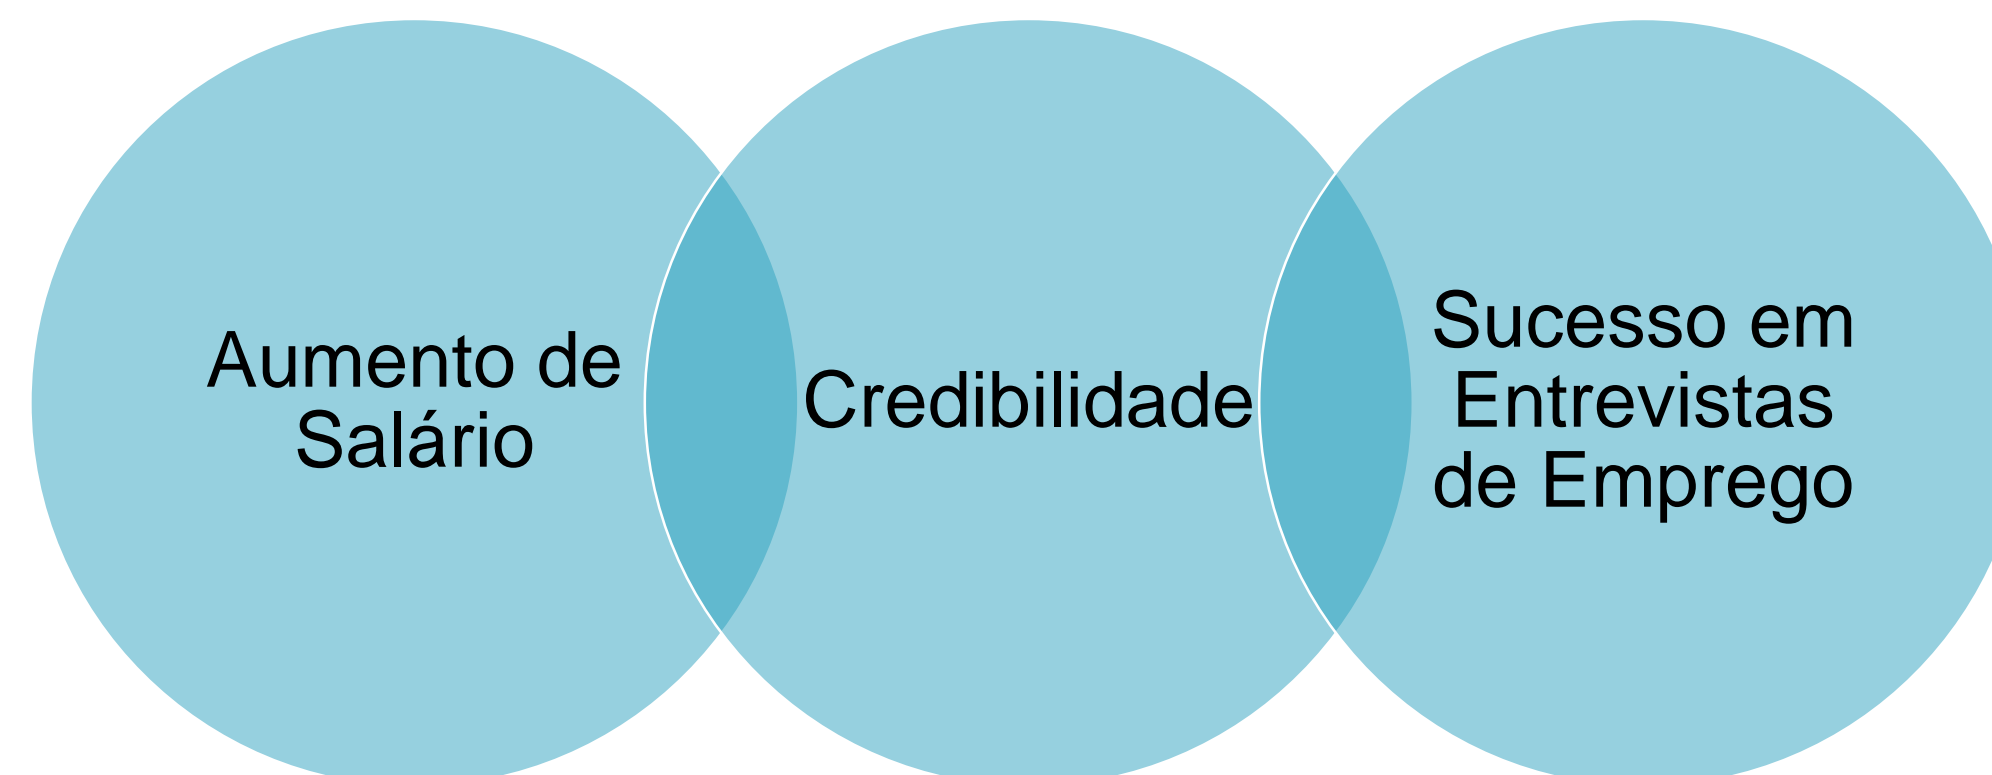 Aumento de
Salário
Credibilidade
Sucesso em
Entrevistas
de Emprego